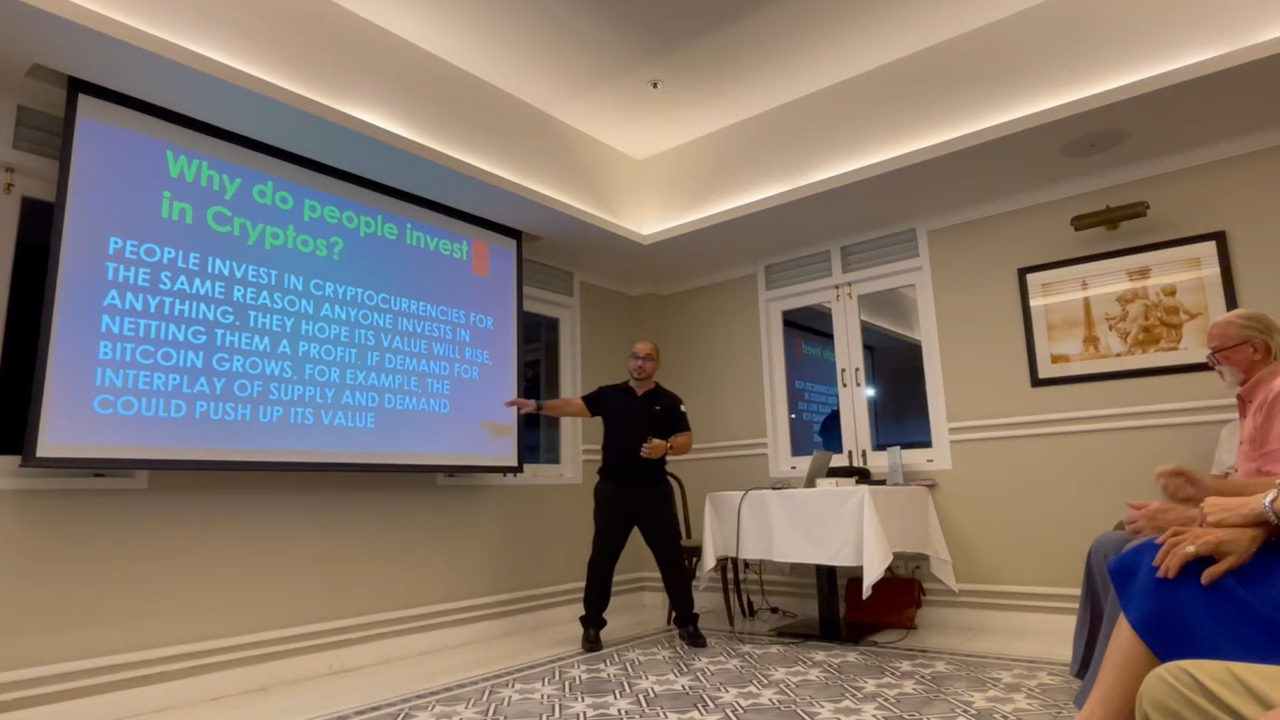 Why do people invest
in Cryptos?
PEOPLE INVEST IN CRYPTOCURRENCIES FOR
THE SAME REASON ANYONE INVESTS IN
ANYTHING. THEY HOPE ITS VALUE WILL RISE,
NETTING THEM A PROFIT. IF DEMAND FOR
BITCOIN GROWS, FOR EXAMPLE, THE
INTERPLAY OF SUPPLY AND DEMAND
COULD PUSH UP ITS VALUE